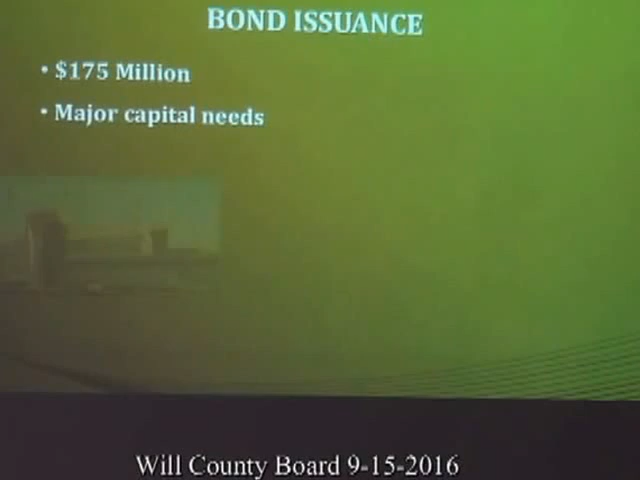 BOND ISSUANCE
• $175 Million
• Major capital needs
Will County Board 9-15-2016